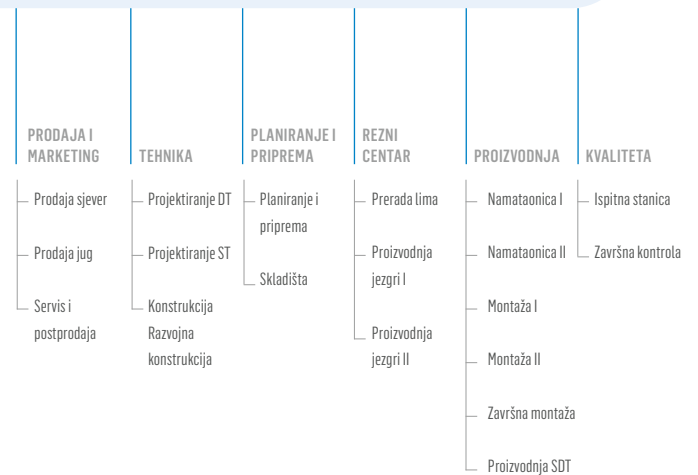 PRODAJA I
MARKETING
Prodaja sjever
Prodaja jug
Servis i
postprodaja
TEHNIKA
Projektiranje DT
Projektiranje ST
Konstrukcija
Razvojna
konstrukcija
PLANIRANJE I
PRIPREMA
Planiranje i
priprema
Skladišta
REZNI
CENTAR
Prerada lima
Proizvodnja
jezgri I
Proizvodnja
jezgri II
PROIZVODNJA
Namataonica I
Namataonica II
Montaža I
Montaža II
Završna montaža
Proizvodnja SDT
KVALITETA
Ispitna stanica
Završna kontrola